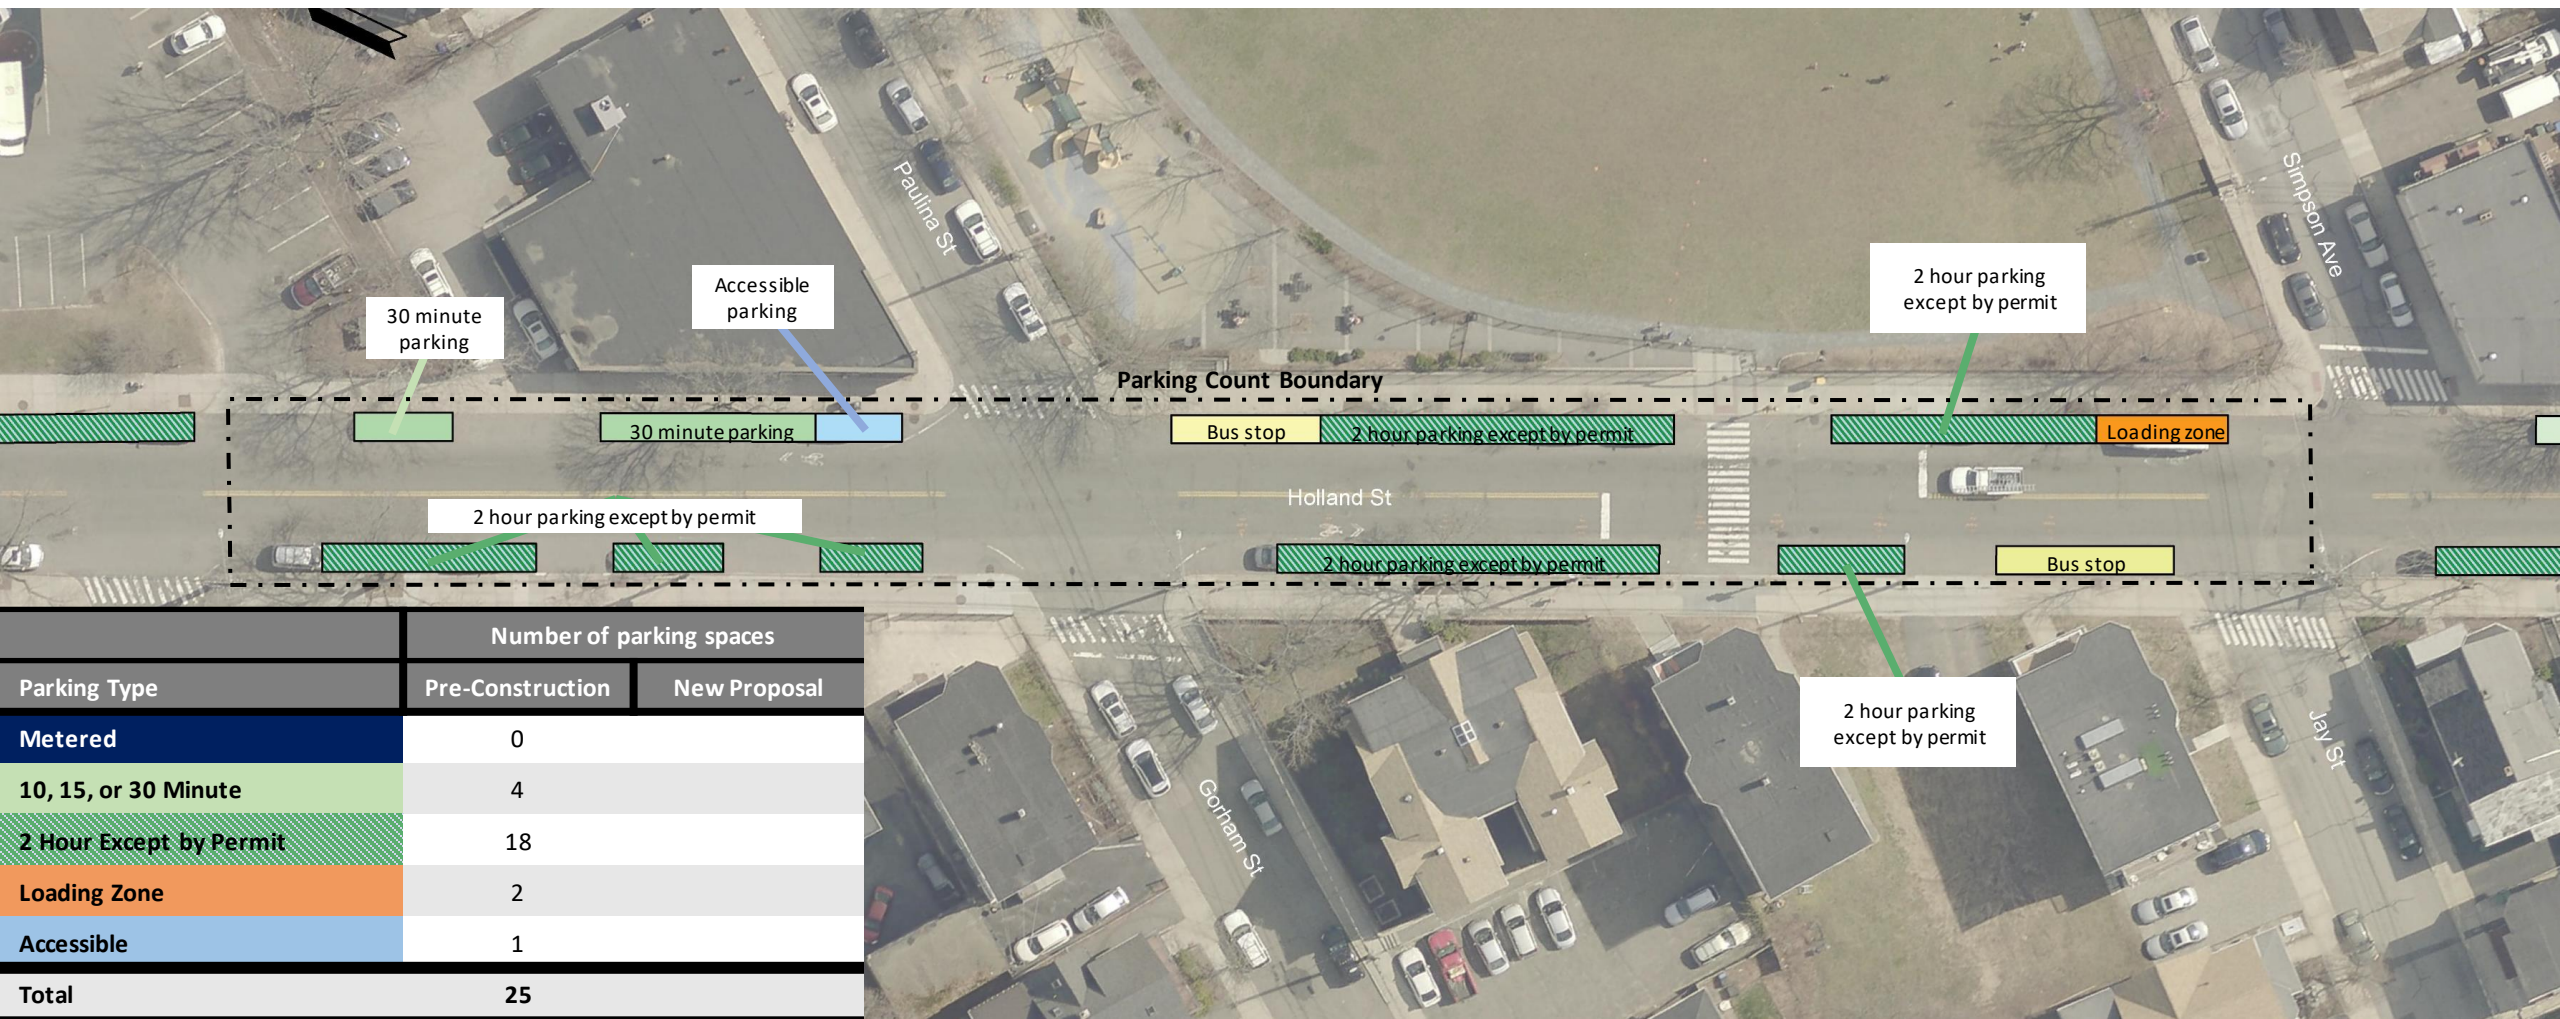 Paulina St
Simpson Ave
2 hour parking
except by permit
Accessible
parking
30 minute
parking
Parking Count Boundary
30 minute parking
Bus stop
2 hour parking except by permit
Loading zone
Holland St
2 hour parking except by permit
2 hour parking except by permit
Bus stop
2 hour parking
except by permit
Gorham St
Jay St
Number of parking spaces
Parking Type Pre-Construction New Proposal
Metered 0
10, 15, or 30 Minute 4
2 Hour Except by Permit 18
Loading Zone 2
Accessible 1
Total 25